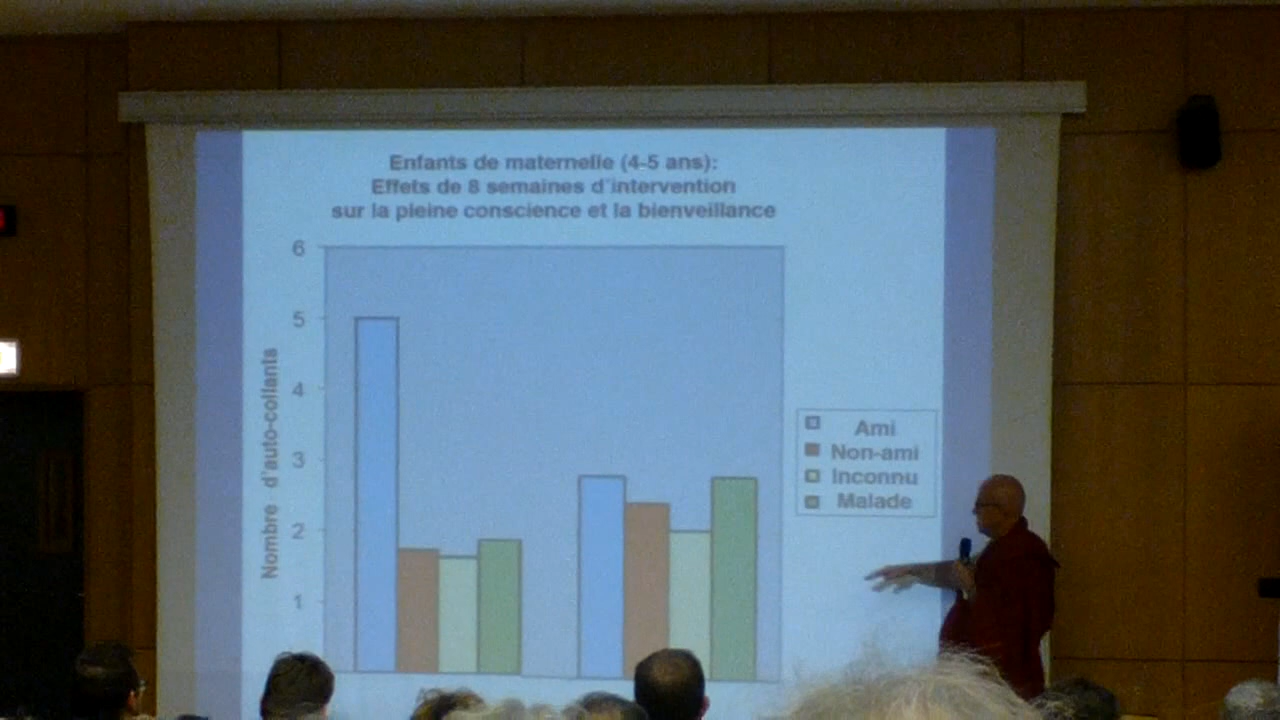 Enfants de maternelle (4-5 ans):
Effets de 8 semaines d'intervention
sur la pleine conscience et la bienveillance
6
5
4
3
2
1
Nombre d'auto-collants
Ami
Non-ami
Inconnu
Malade